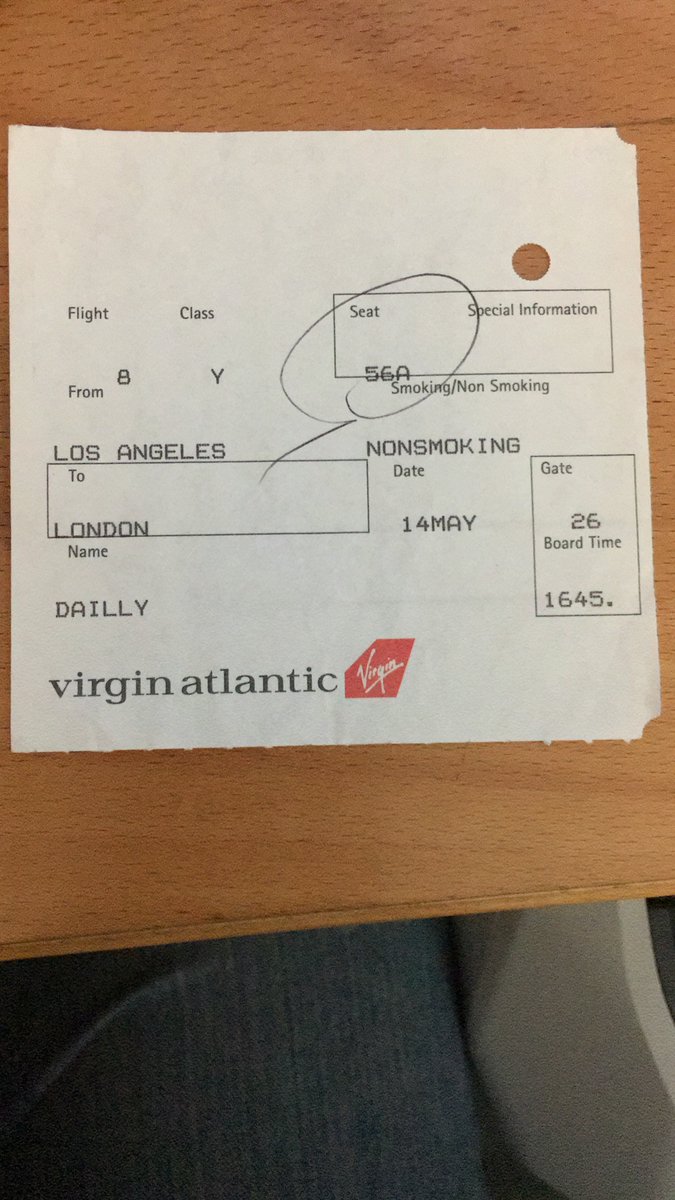 Flight Class Seat Special Information
8 Y 56A
From Smoking/Non Smoking
LOS ANGELES NONSMOKING
To Date Gate
LONDON 14MAY 26
Name Board Time
DAILLY 1645.
virgin atlantic Virgin